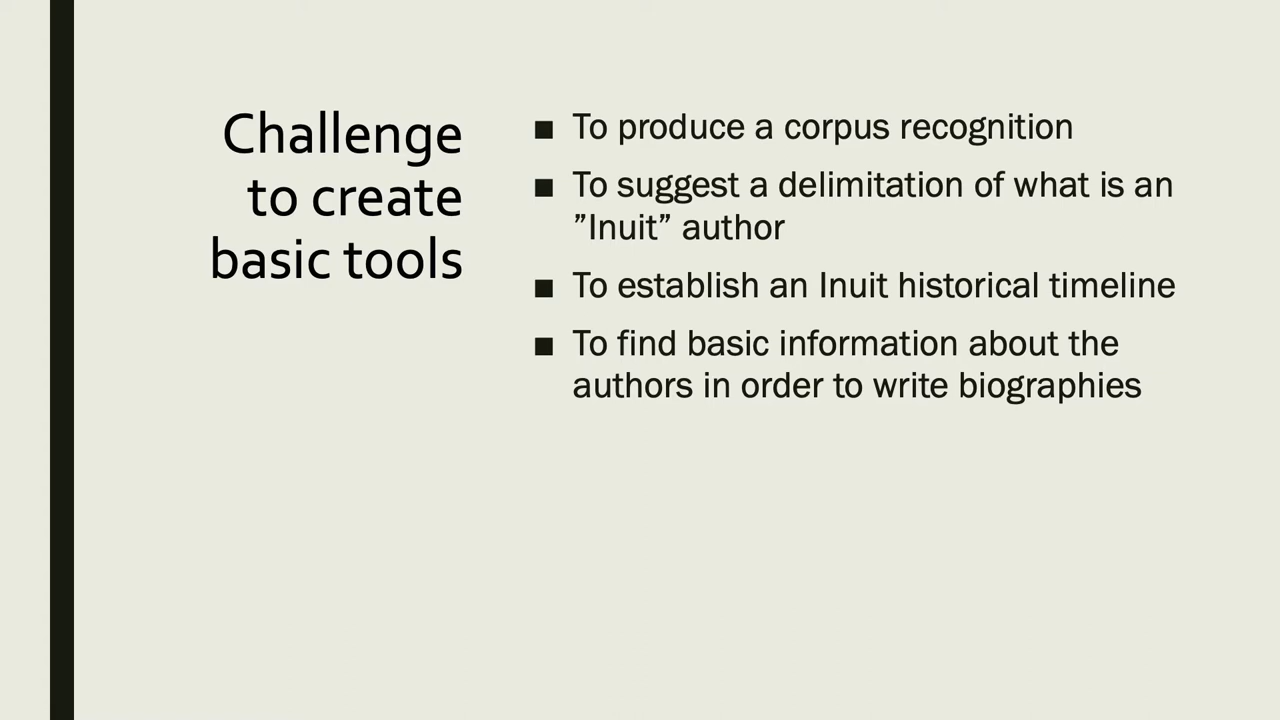 Challenge
to create
basic tools
■ To produce a corpus recognition
■ To suggest a delimitation of what is an
”Inuit” author
■ To establish an Inuit historical timeline
■ To find basic information about the
authors in order to write biographies